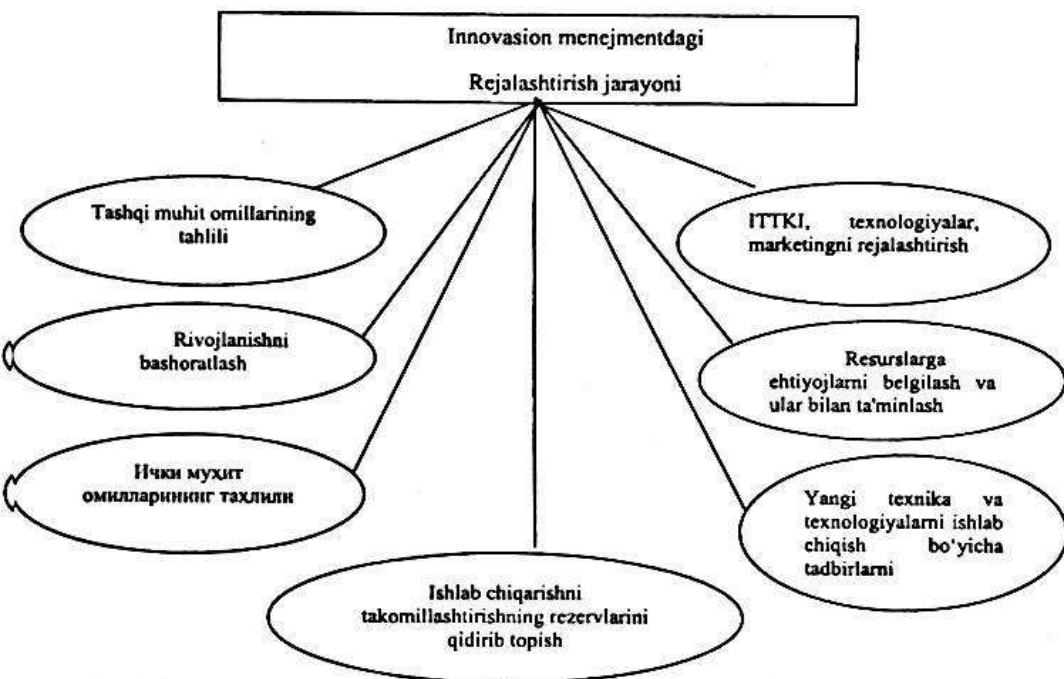 Innovasion menejmentdagi
Rejalashtirish jarayoni
Tashqi muhit omillarining
tahlili
Rivojlanishni
bashoratlash
Ички муҳит
омилларининг таҳлили
Ishlab chiqarishni
takomillashtirishning rezervlarini
qidirib topish
ITTKI, texnologiyalar,
marketingni rejalashtirish
Resurslarga
ehtiyojlarni belgilash va
ular bilan ta'minlash
Yangi texnika va
texnologiyalarni ishlab
chiqish bo‘yicha
tadbirlarni